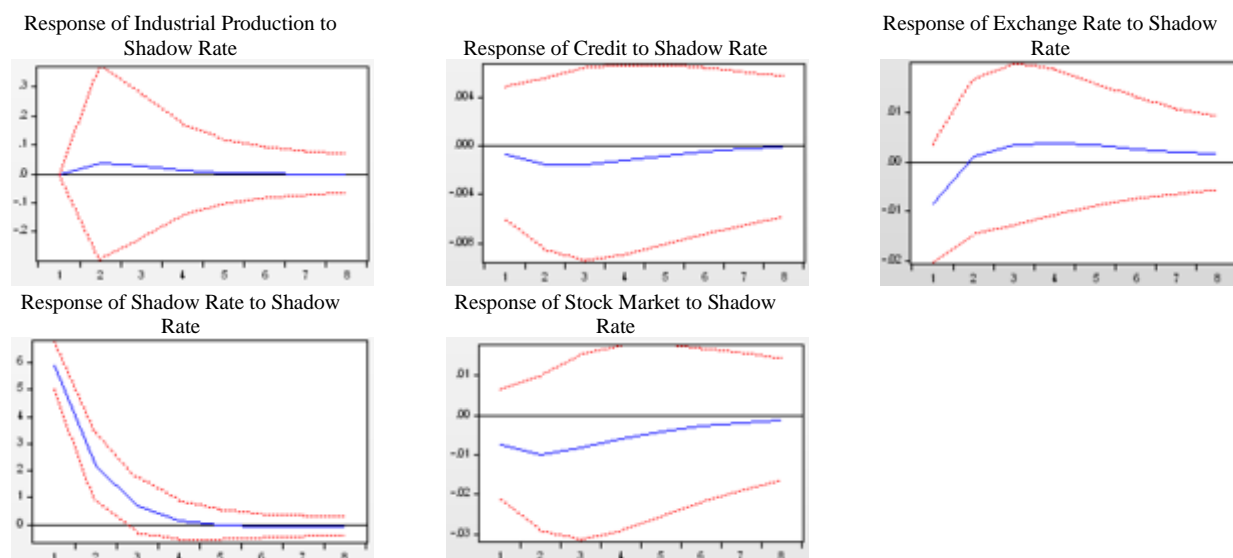 Response of Industrial Production to
Shadow Rate
.3
.2
.1
.0
-.1
-.2
1 2 3 4 5 6 7 8
Response of Credit to Shadow Rate
.004
.000
-.004
-.008
1 2 3 4 5 6 7 8
Response of Exchange Rate to Shadow
Rate
.01
.00
-.01
-.02
1 2 3 4 5 6 7 8
Response of Shadow Rate to Shadow
Rate
6
5
4
3
2
1
0
1 2 3 4 5 6 7 8
Response of Stock Market to Shadow
Rate
.01
.00
-.01
-.02
-.03
1 2 3 4 5 6 7 8